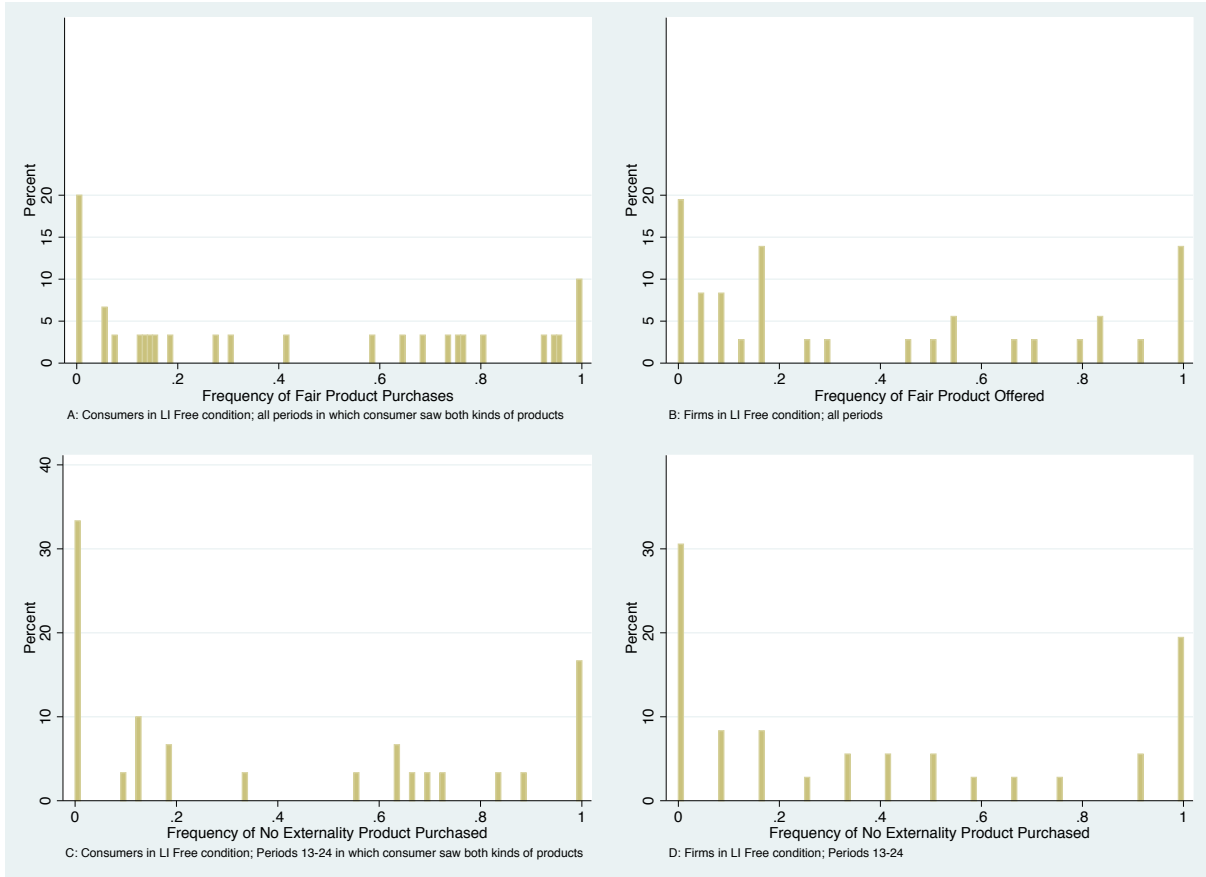 Percent
20
15
10
5
0
0 .2 .4 .6 .8 1
Frequency of Fair Product Purchases
A: Consumers in LI Free condition; all periods in which consumer saw both kinds of products
Percent
20
15
10
5
0
0 .2 .4 .6 .8 1
Frequency of Fair Product Offered
B: Firms in LI Free condition; all periods
Percent
40
30
20
10
0
0 .2 .4 .6 .8 1
Frequency of No Externality Product Purchased
C: Consumers in LI Free condition; Periods 13-24 in which consumer saw both kinds of products
Percent
30
20
10
0
0 .2 .4 .6 .8 1
Frequency of No Externality Product Purchased
D: Firms in LI Free condition; Periods 13-24